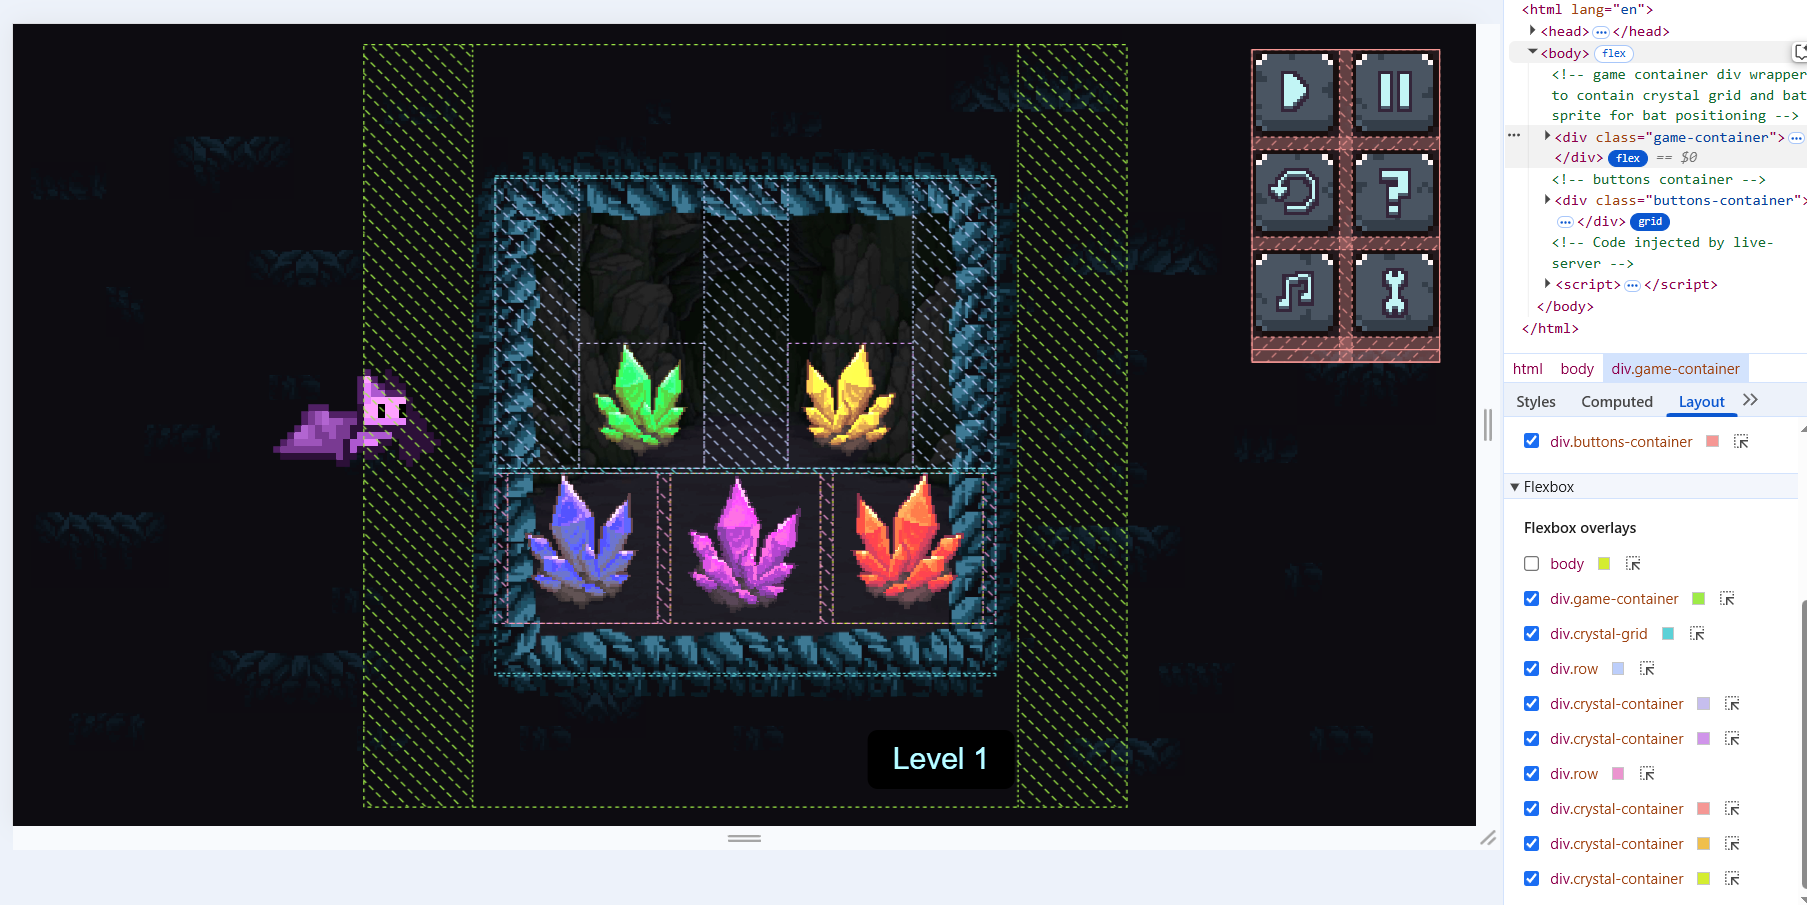 Level 1
<html lang="en">
<head> … </head>
<body> flex
<!-- game container div wrapper
to contain crystal grid and bat
sprite for bat positioning -->
<div class="game-container"> …
</div> flex == $0
<!-- buttons container -->
<div class="buttons-container">
… </div> grid
<!-- Code injected by live-
server -->
<script> … </script>
</body>
</html>
html body div.game-container
Styles Computed Layout
div.buttons-container
Flexbox
Flexbox overlays
body
div.game-container
div.crystal-grid
div.row
div.crystal-container
div.crystal-container
div.row
div.crystal-container
div.crystal-container
div.crystal-container